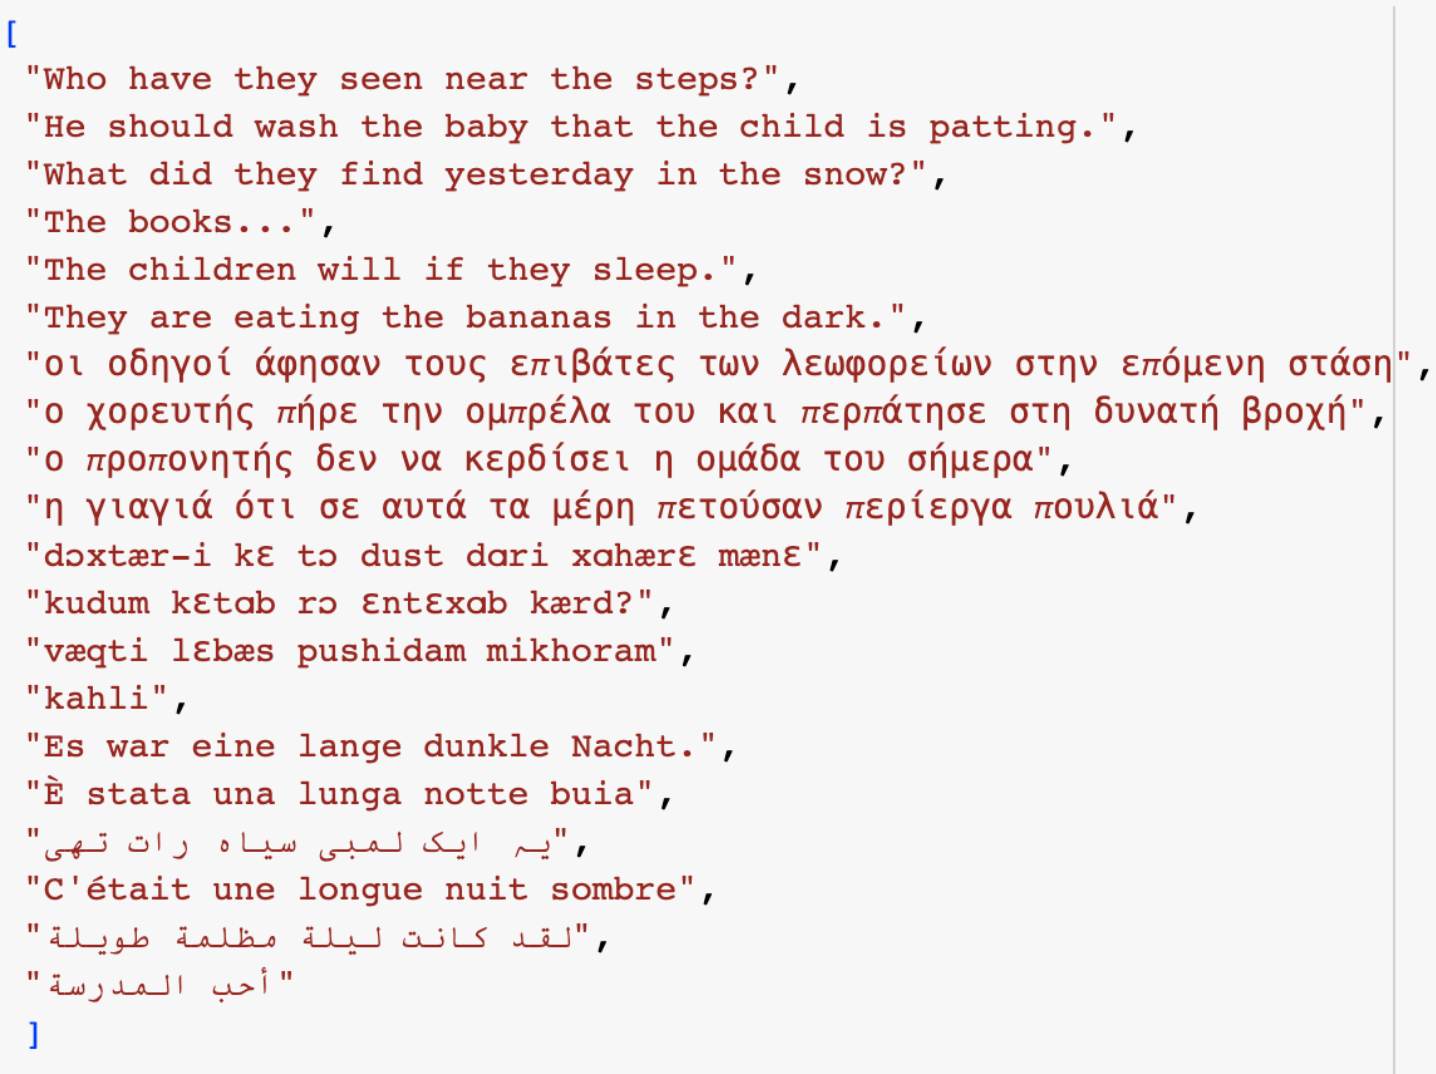 [
"Who have they seen near the steps?",
"He should wash the baby that the child is patting.",
"What did they find yesterday in the snow?",
"The books...",
"The children will if they sleep.",
"They are eating the bananas in the dark.",
"οι οδηγοί άφησαν τους επιβάτες των λεωφορείων στην επόμενη στάση",
"ο χορευτής πήρε την ομπρέλα του και περπάτησε στη δυνατή βροχή",
"ο προπονητής δεν να κερδίσει η ομάδα του σήμερα",
"η γιαγιά ότι σε αυτά τα μέρη πετούσαν περίεργα πουλιά",
"dɔxtær-i kɛ tɔ dust dɑri xɑhærɛ mænɛ",
"kudum kɛtɑb rɔ ɛntɛxɑb kærd?",
"væqti lɛbæs pushidam mikhoram",
"kahli",
"Es war eine lange dunkle Nacht.",
"È stata una lunga notte buia",
"یہ ایک لمبی سیاہ رات تھی",
"C'était une longue nuit sombre",
"لقد كانت ليلة مظلمة طويلة",
"أحب المدرسة"
]